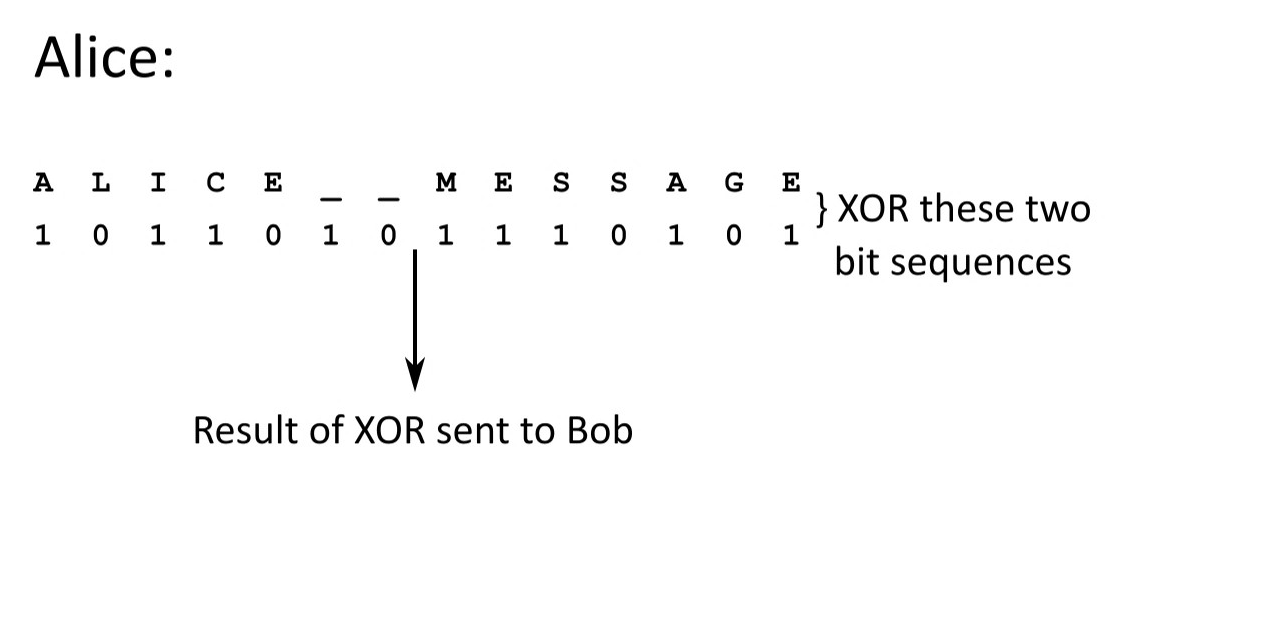 Alice:
A L I C E _ _ M E S S A G E
1 0 1 1 0 1 0 1 1 1 0 1 0 1
} XOR these two
bit sequences
Result of XOR sent to Bob